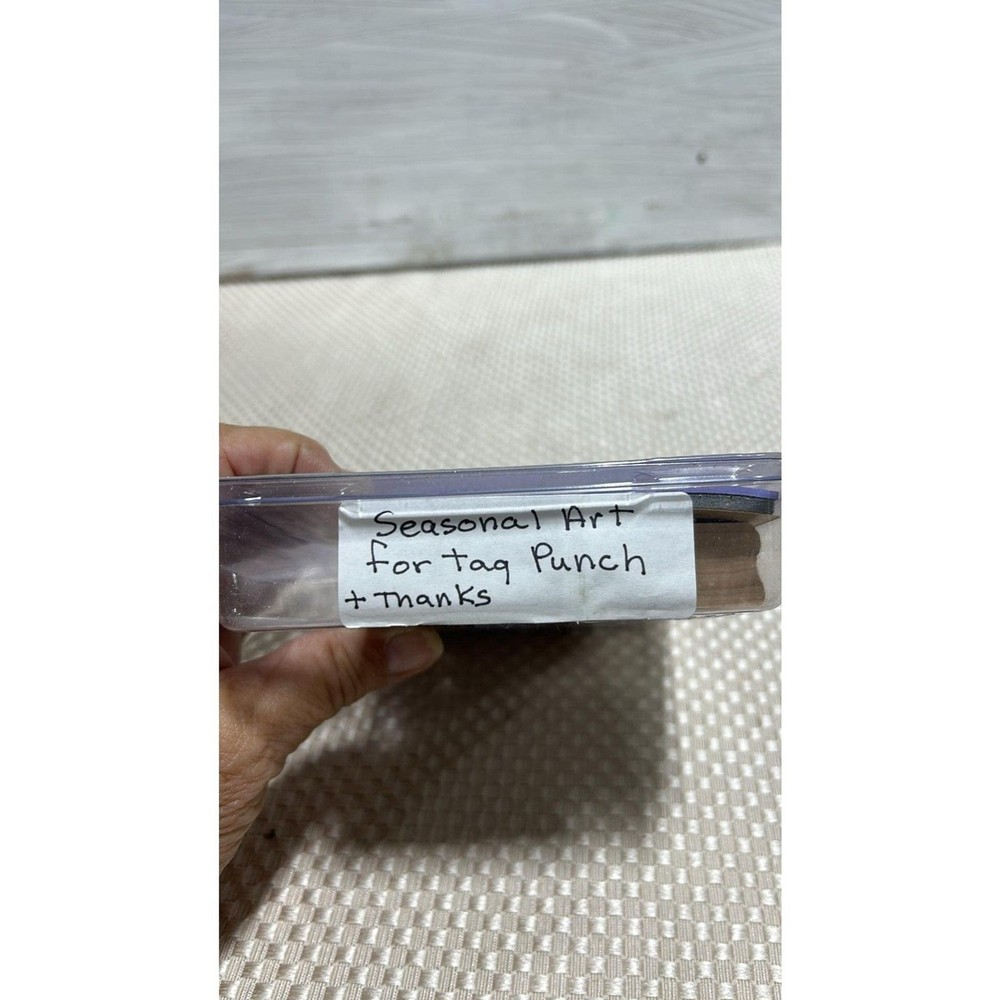 Seasonal Art
for tag Punch
+ Thanks